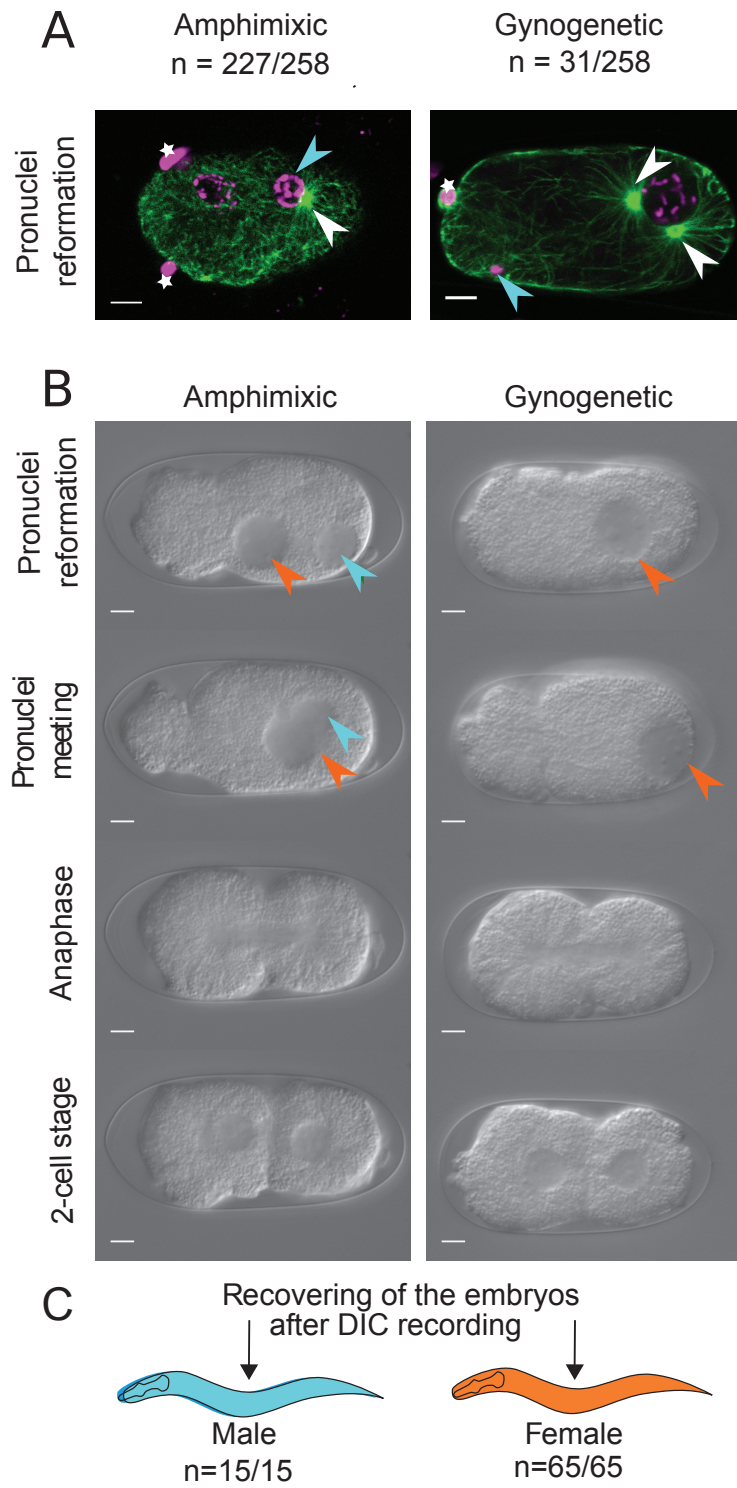 A
Amphimixic
n = 227/258
Gynogenetic
n = 31/258
Pronuclei
reformation
B
Amphimixic
Gynogenetic
Pronuclei
reformation
Pronuclei
meeting
Anaphase
2-cell stage
C
Recovering of the embryos
after DIC recording
Male
n=15/15
Female
n=65/65